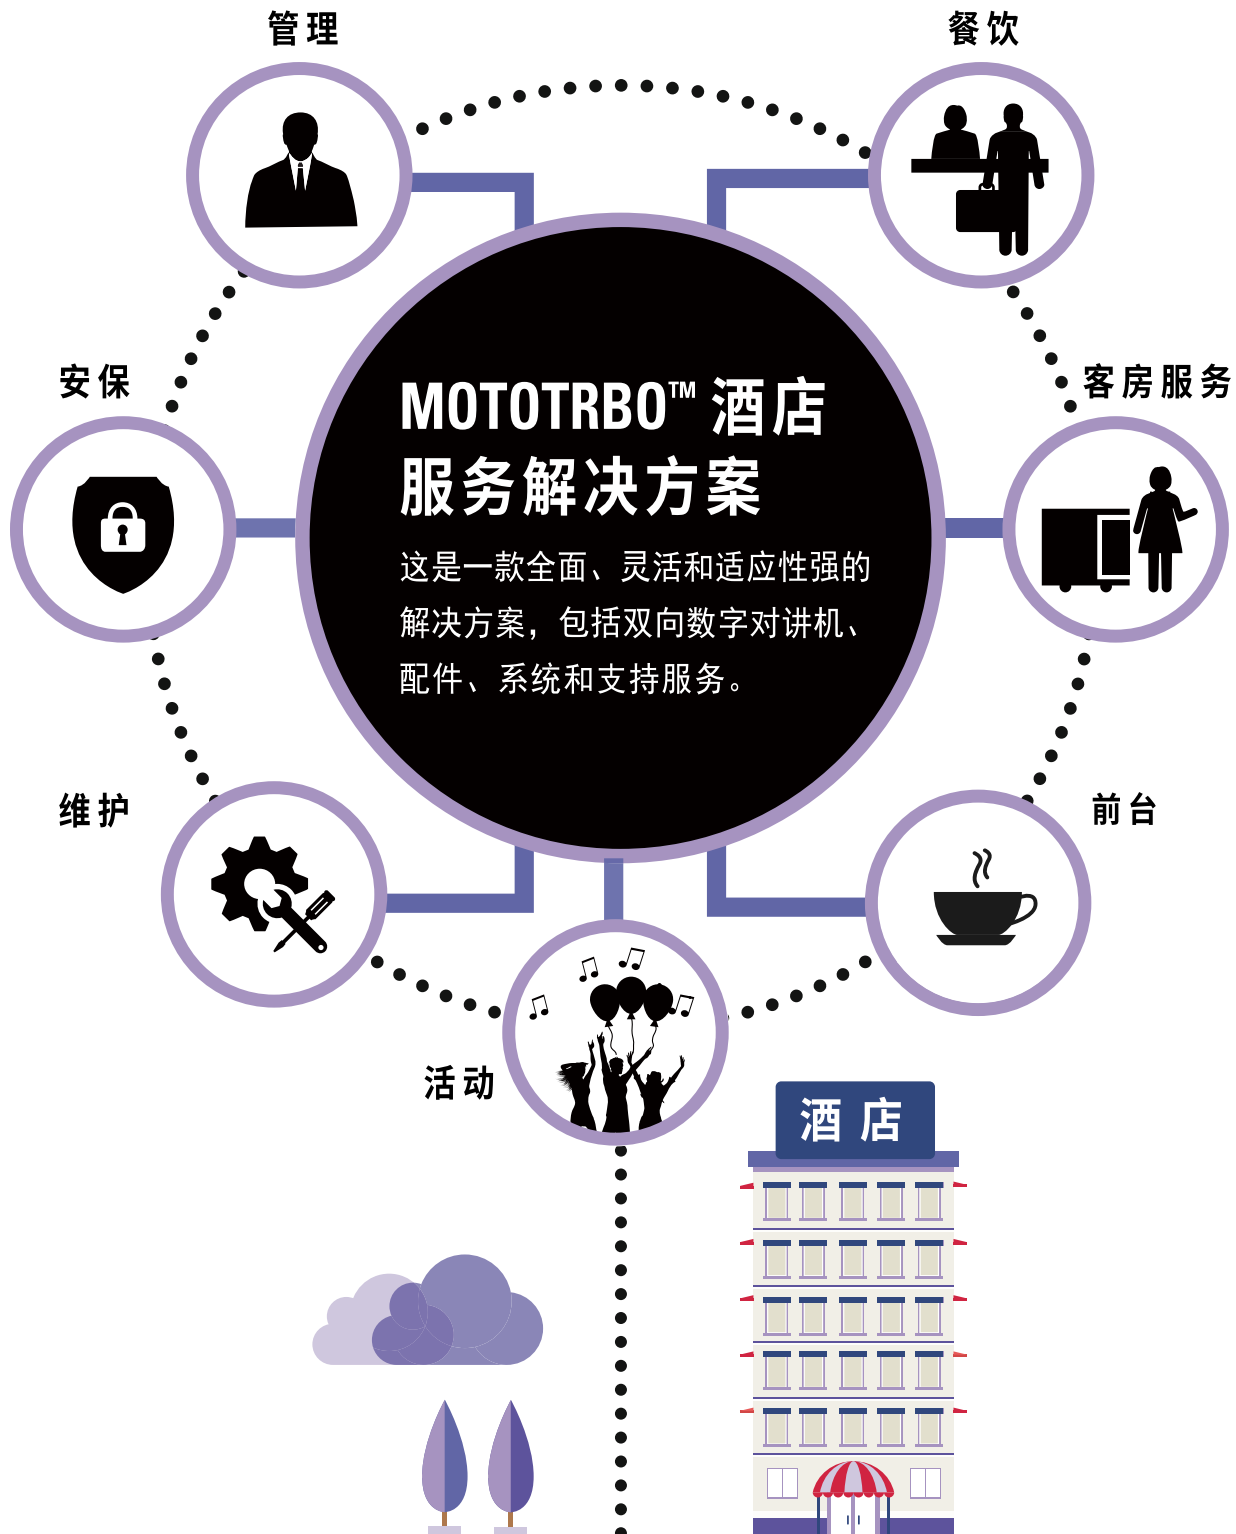 管理
餐饮
安保
客房服务
MOTOTRBO™ 酒店
服务解决方案
这是一款全面、灵活和适应性强的
解决方案，包括双向数字对讲机、
配件、系统和支持服务。
维护
前台
活动
酒店